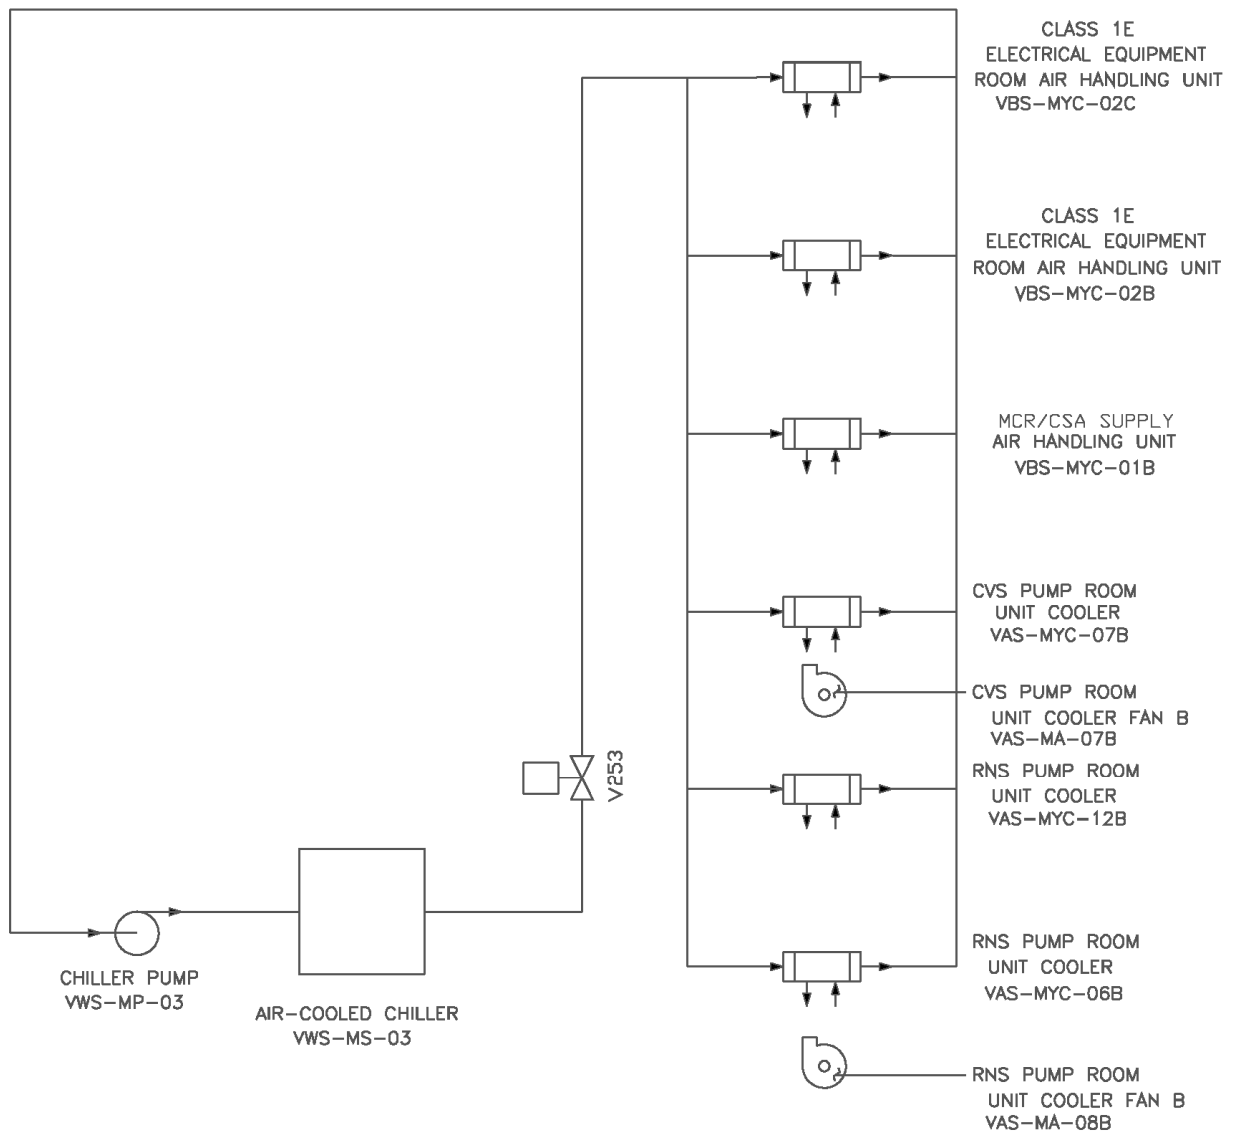 CLASS 1E
ELECTRICAL EQUIPMENT
ROOM AIR HANDLING UNIT
VBS-MYC-02C
CLASS 1E
ELECTRICAL EQUIPMENT
ROOM AIR HANDLING UNIT
VBS-MYC-02B
MCR/CSA SUPPLY
AIR HANDLING UNIT
VBS-MYC-01B
CVS PUMP ROOM
UNIT COOLER
VAS-MYC-07B
CVS PUMP ROOM
UNIT COOLER FAN B
VAS-MA-07B
V253
RNS PUMP ROOM
UNIT COOLER
VAS-MYC-12B
RNS PUMP ROOM
UNIT COOLER
VAS-MYC-06B
CHILLER PUMP
VWS-MP-03
AIR-COOLED CHILLER
VWS-MS-03
RNS PUMP ROOM
UNIT COOLER FAN B
VAS-MA-08B